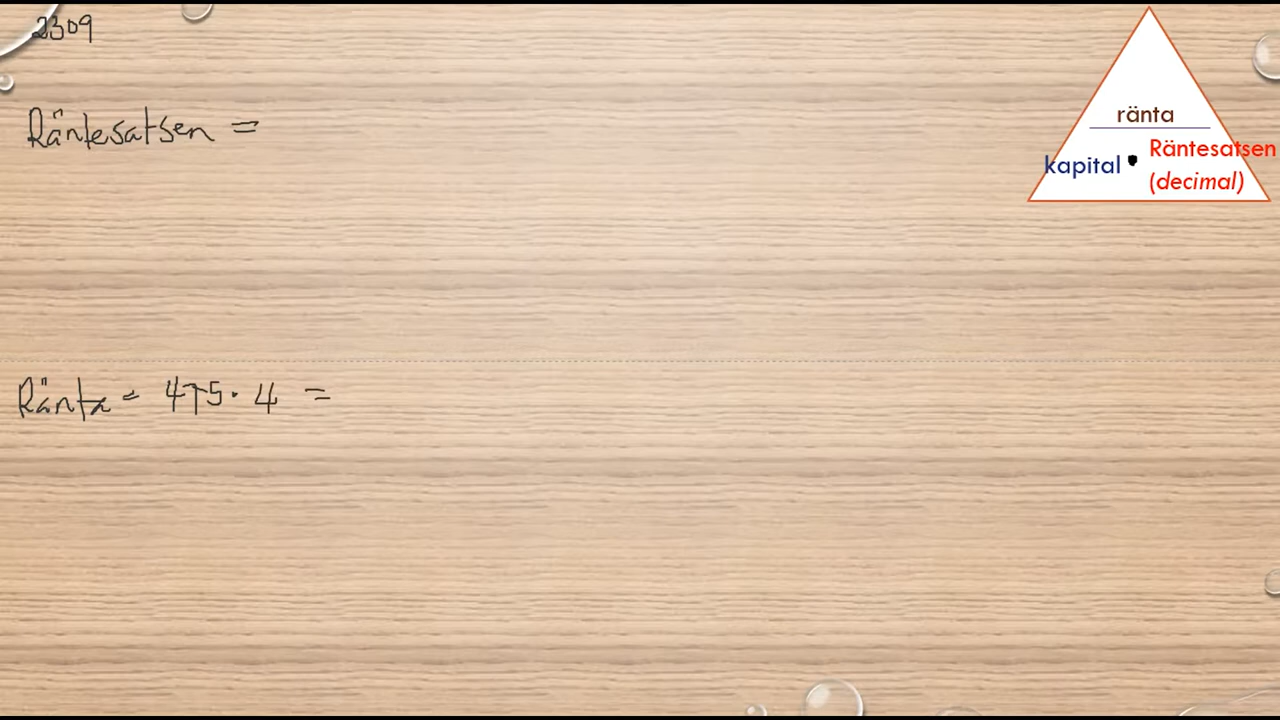 2309
Räntesatsen =
ränta
kapital • Räntesatsen
(decimal)
Ränta = 475 · 4 =